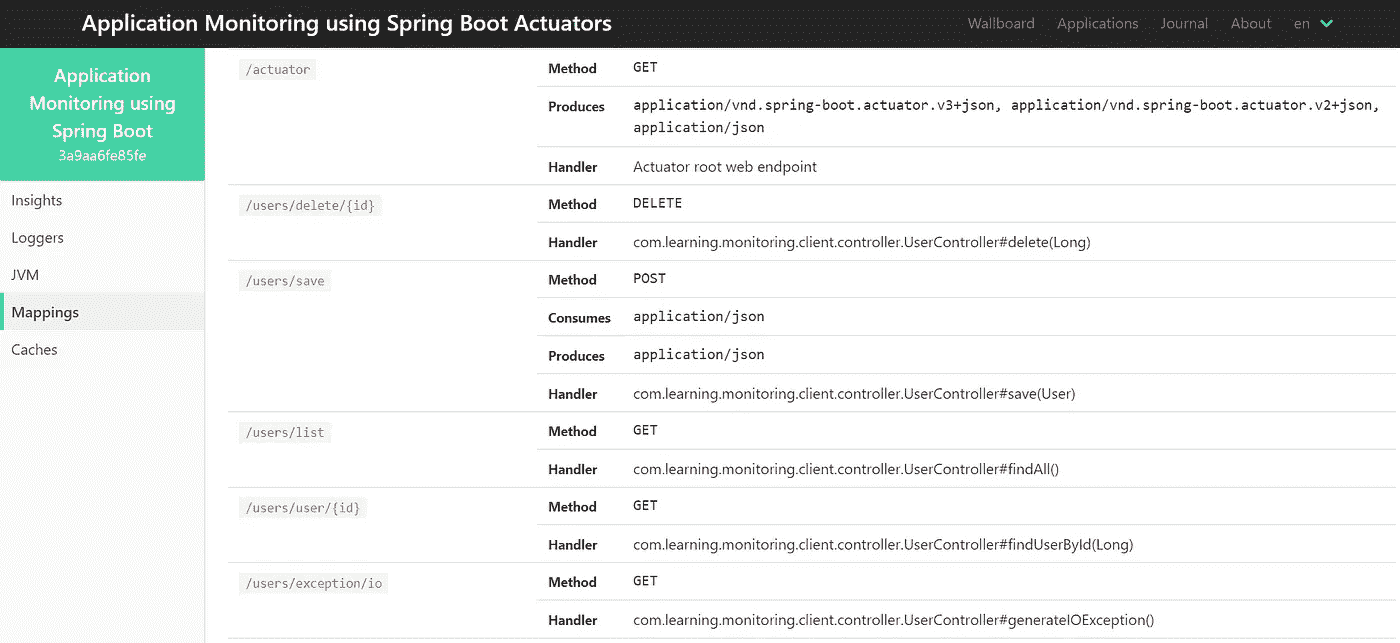 Application Monitoring using Spring Boot Actuators
Wallboard Applications Journal About en
Application
Monitoring using
Spring Boot
3a9aa6fe85fe
Insights
Loggers
JVM
Mappings
Caches
/actuator
Method GET
Produces application/vnd.spring-boot.actuator.v3+json, application/vnd.spring-boot.actuator.v2+json,
application/json
Handler Actuator root web endpoint
/users/delete/{id}
Method DELETE
Handler com.learning.monitoring.client.controller.UserController#delete(Long)
/users/save
Method POST
Consumes application/json
Produces application/json
Handler com.learning.monitoring.client.controller.UserController#save(User)
/users/list
Method GET
Handler com.learning.monitoring.client.controller.UserController#findAll()
/users/user/{id}
Method GET
Handler com.learning.monitoring.client.controller.UserController#findUserById(Long)
/users/exception/io
Method GET
Handler com.learning.monitoring.client.controller.UserController#generateIOException()